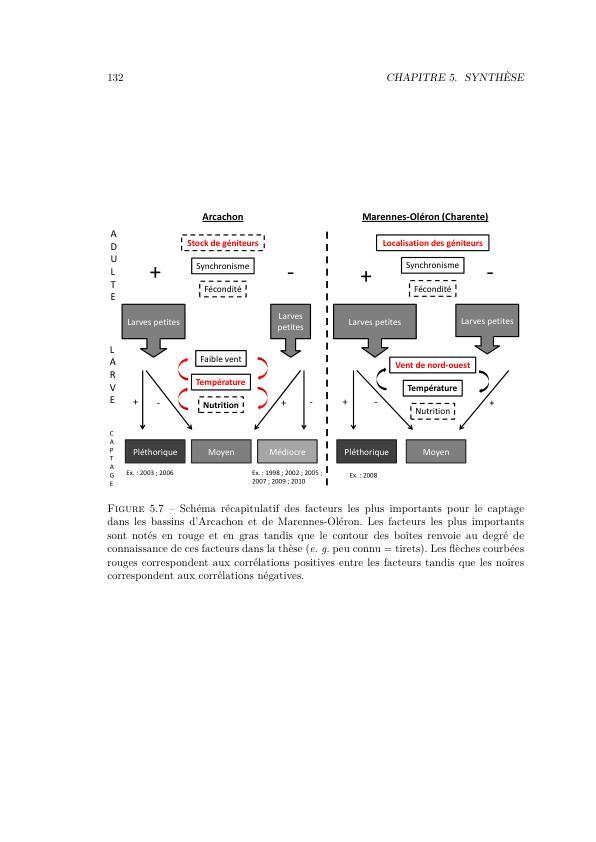 132
CHAPITRE 5. SYNTHÈSE
Arcachon
Marennes-Oléron (Charente)
ADULTE
Stock de géniteurs
Synchronisme
Fécondité
+
-
Localisation des géniteurs
Synchronisme
Fécondité
+
-
Larves petites
Larves
petites
Larves petites
Larves petites
LARVE
Faible vent
Température
Nutrition
+
-
+
-
Vent de nord-ouest
Température
Nutrition
+
-
+
CAPTAGE
Pléthorique
Moyen
Médiocre
Pléthorique
Moyen
Ex. : 2003 ; 2006
Ex. : 1998 ; 2002 ; 2005 ;
2007 ; 2009 ; 2010
Ex. : 2008
FIGURE 5.7 – Schéma récapitulatif des facteurs les plus importants pour le captage
dans les bassins d'Arcachon et de Marennes-Oléron. Les facteurs les plus importants
sont notés en rouge et en gras tandis que le contour des boîtes renvoie au degré de
connaissance de ces facteurs dans la thèse (e. g. peu connu = tirets). Les flèches courbées
rouges correspondent aux corrélations positives entre les facteurs tandis que les noires
correspondent aux corrélations négatives.